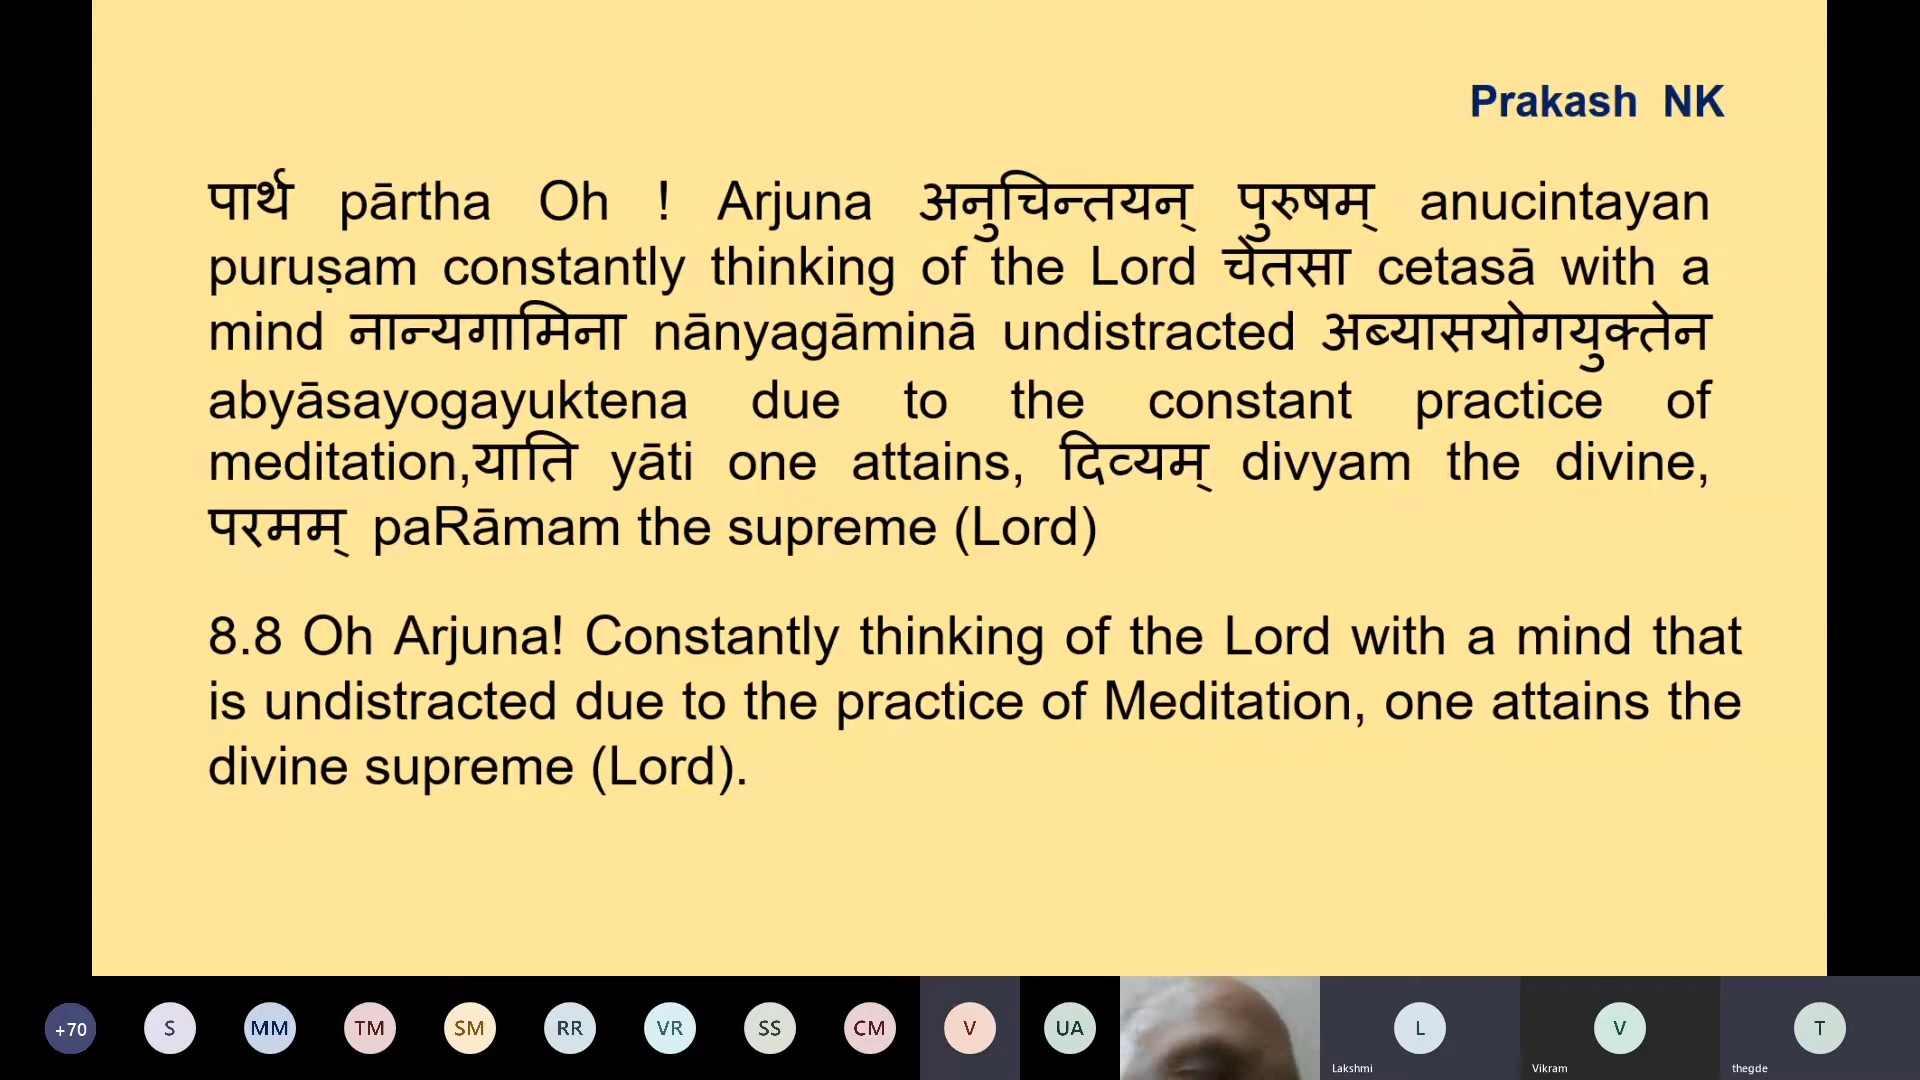 Prakash NK
पार्थ pārtha Oh ! Arjuna अनुचिन्तयन् पुरुषम् anucintayan
puruṣam constantly thinking of the Lord चेतसा cetasā with a
mind नान्यगामिना nānyagāminā undistracted अब्यासयोगयुक्तेन
abyāsayogayuktena due to the constant practice of
meditation,याति yāti one attains, दिव्यम् divyam the divine,
परमम् paRāmam the supreme (Lord)
8.8 Oh Arjuna! Constantly thinking of the Lord with a mind that
is undistracted due to the practice of Meditation, one attains the
divine supreme (Lord).
+70 S MM TM SM RR VR SS CM V UA L V T
Lakshmi Vikram thegde